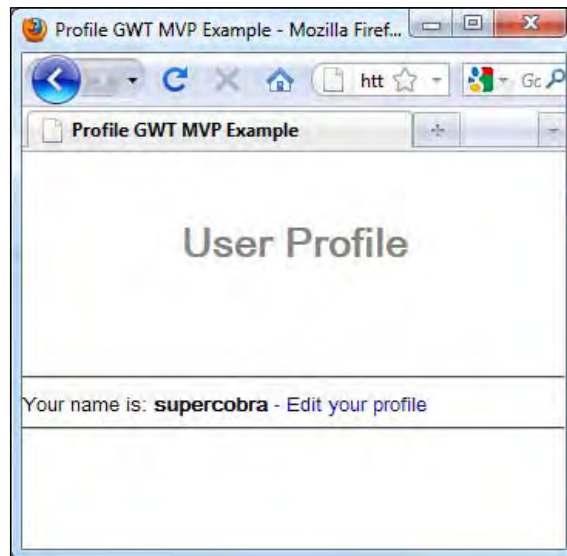 Profile GWT MVP Example - Mozilla Firef...
htt
Gc
Profile GWT MVP Example
User Profile
Your name is: supercobra - Edit your profile